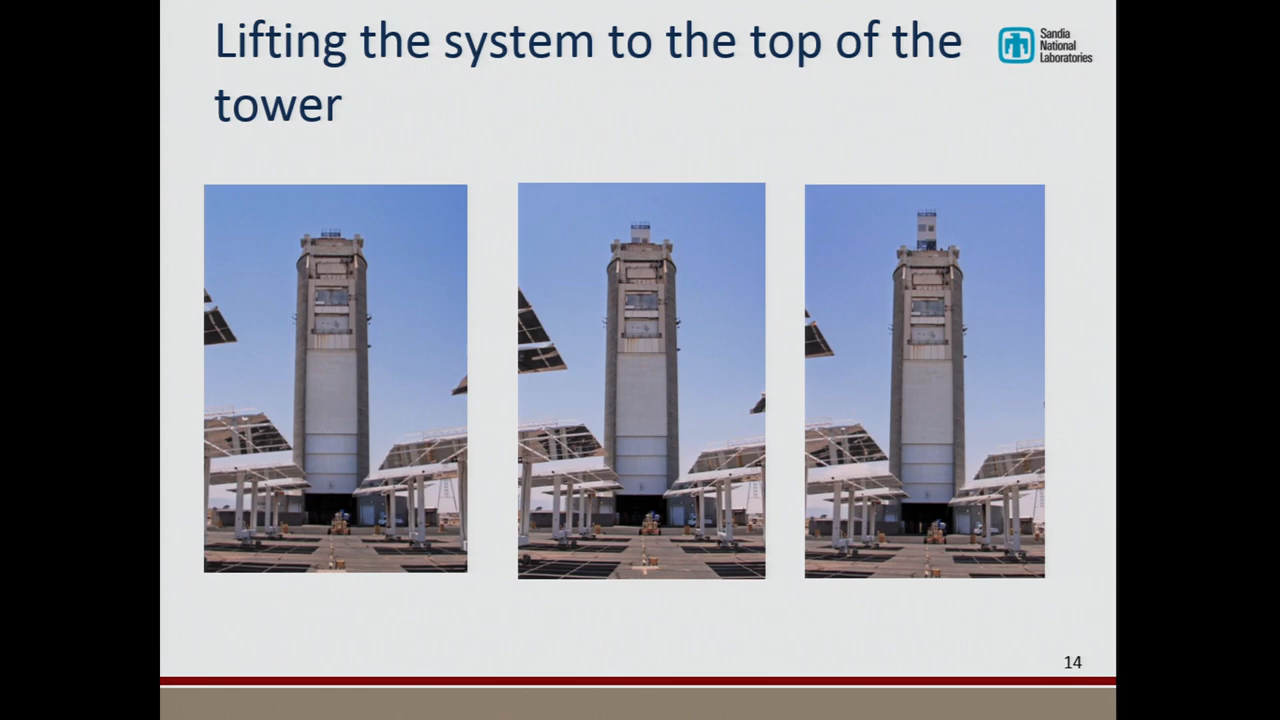 Lifting the system to the top of the
tower
Sandia
National
Laboratories
14